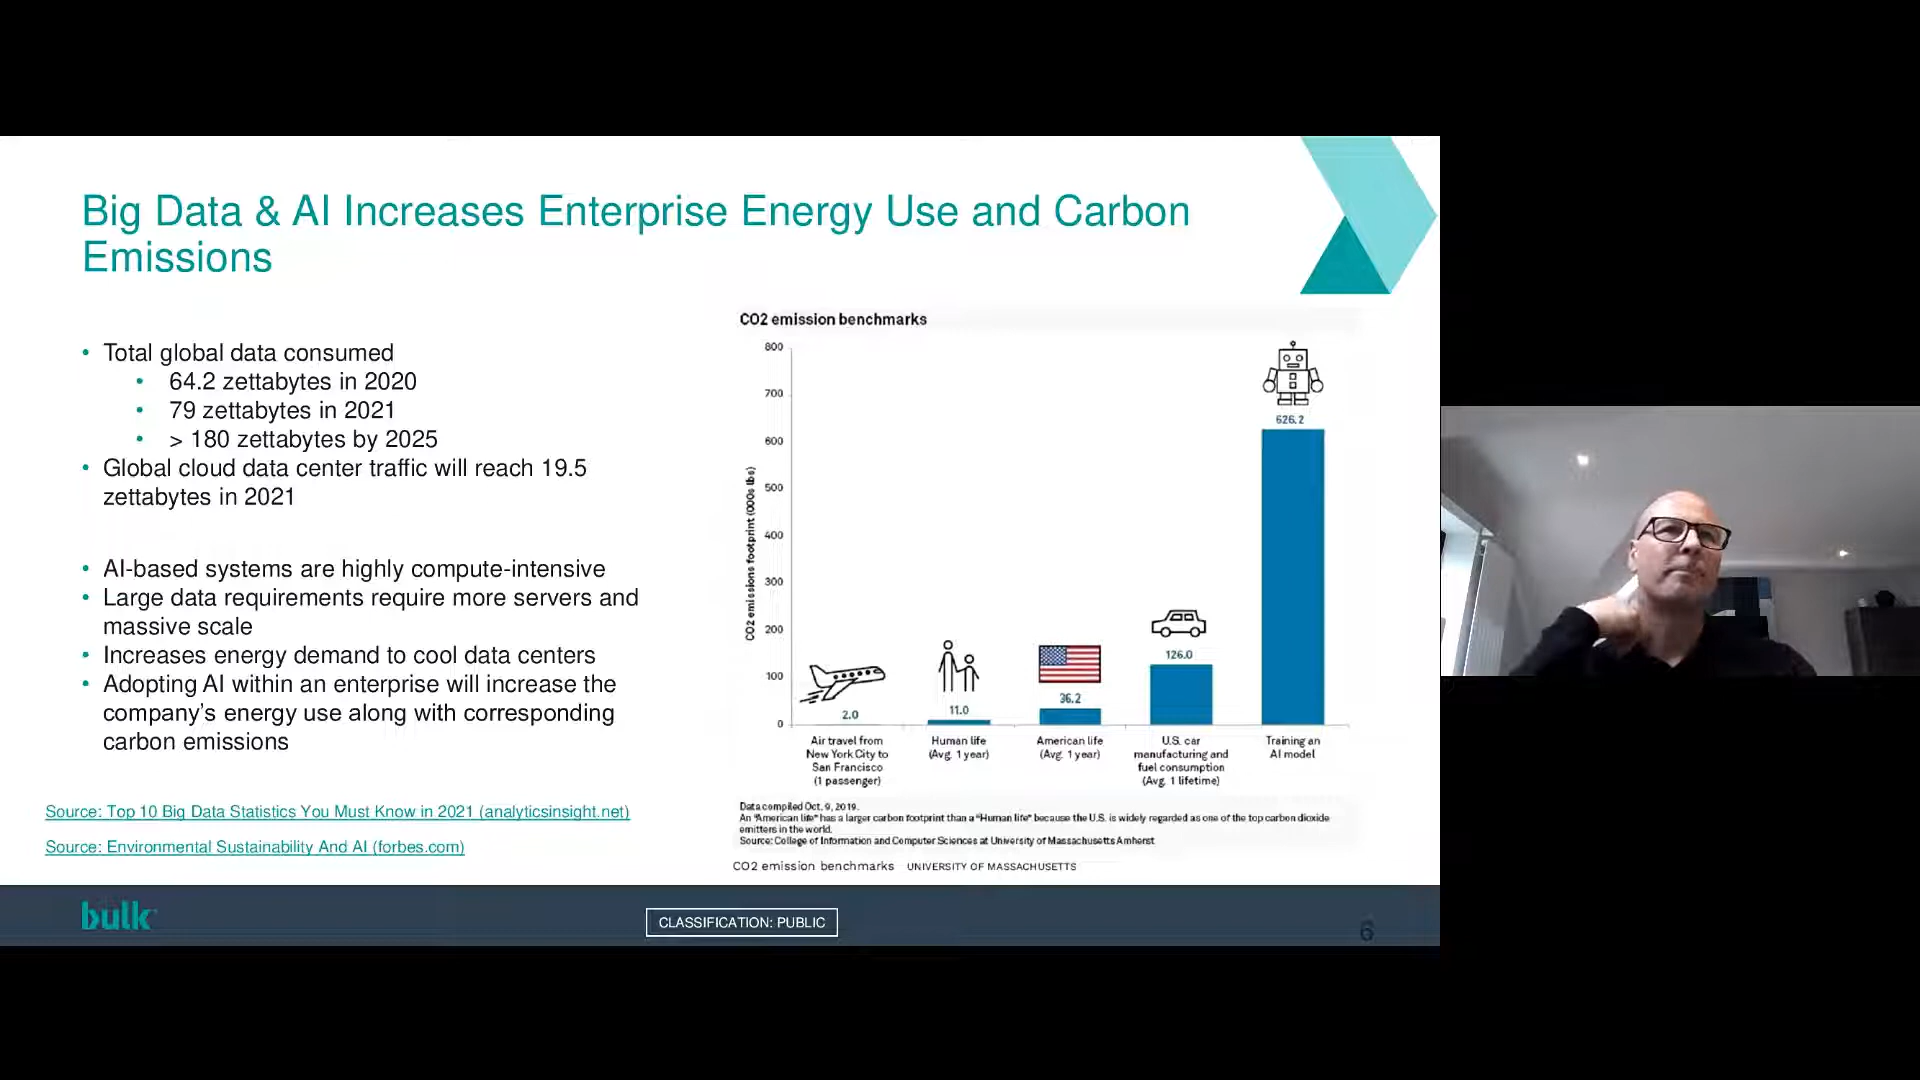 Big Data & AI Increases Enterprise Energy Use and Carbon
Emissions
• Total global data consumed
• 64.2 zettabytes in 2020
• 79 zettabytes in 2021
• > 180 zettabytes by 2025
• Global cloud data center traffic will reach 19.5
zettabytes in 2021
• AI-based systems are highly compute-intensive
• Large data requirements require more servers and
massive scale
• Increases energy demand to cool data centers
• Adopting AI within an enterprise will increase the
company's energy use along with corresponding
carbon emissions
Source: Top 10 Big Data Statistics You Must Know in 2021 (analyticsinsight.net)
Source: Environmental Sustainability And AI (forbes.com)
CO2 emission benchmarks
CO2 emissions footprint (000s lbs)
800
700
600
500
400
300
200
100
0
2.0
11.0
36.2
126.0
626.2
Air travel from
New York City to
San Francisco
(1 passenger)
Human life
(Avg. 1 year)
American life
(Avg. 1 year)
U.S. car
manufacturing and
fuel consumption
(Avg. 1 lifetime)
Training an
AI model
Data compiled Oct. 9, 2019.
An "American life" has a larger carbon footprint than a "Human life" because the U.S. is widely regarded as one of the top carbon dioxide
emitters in the world.
Source: College of Information and Computer Sciences at University of Massachusetts Amherst
CO2 emission benchmarks UNIVERSITY OF MASSACHUSETTS
bulk
CLASSIFICATION: PUBLIC
6